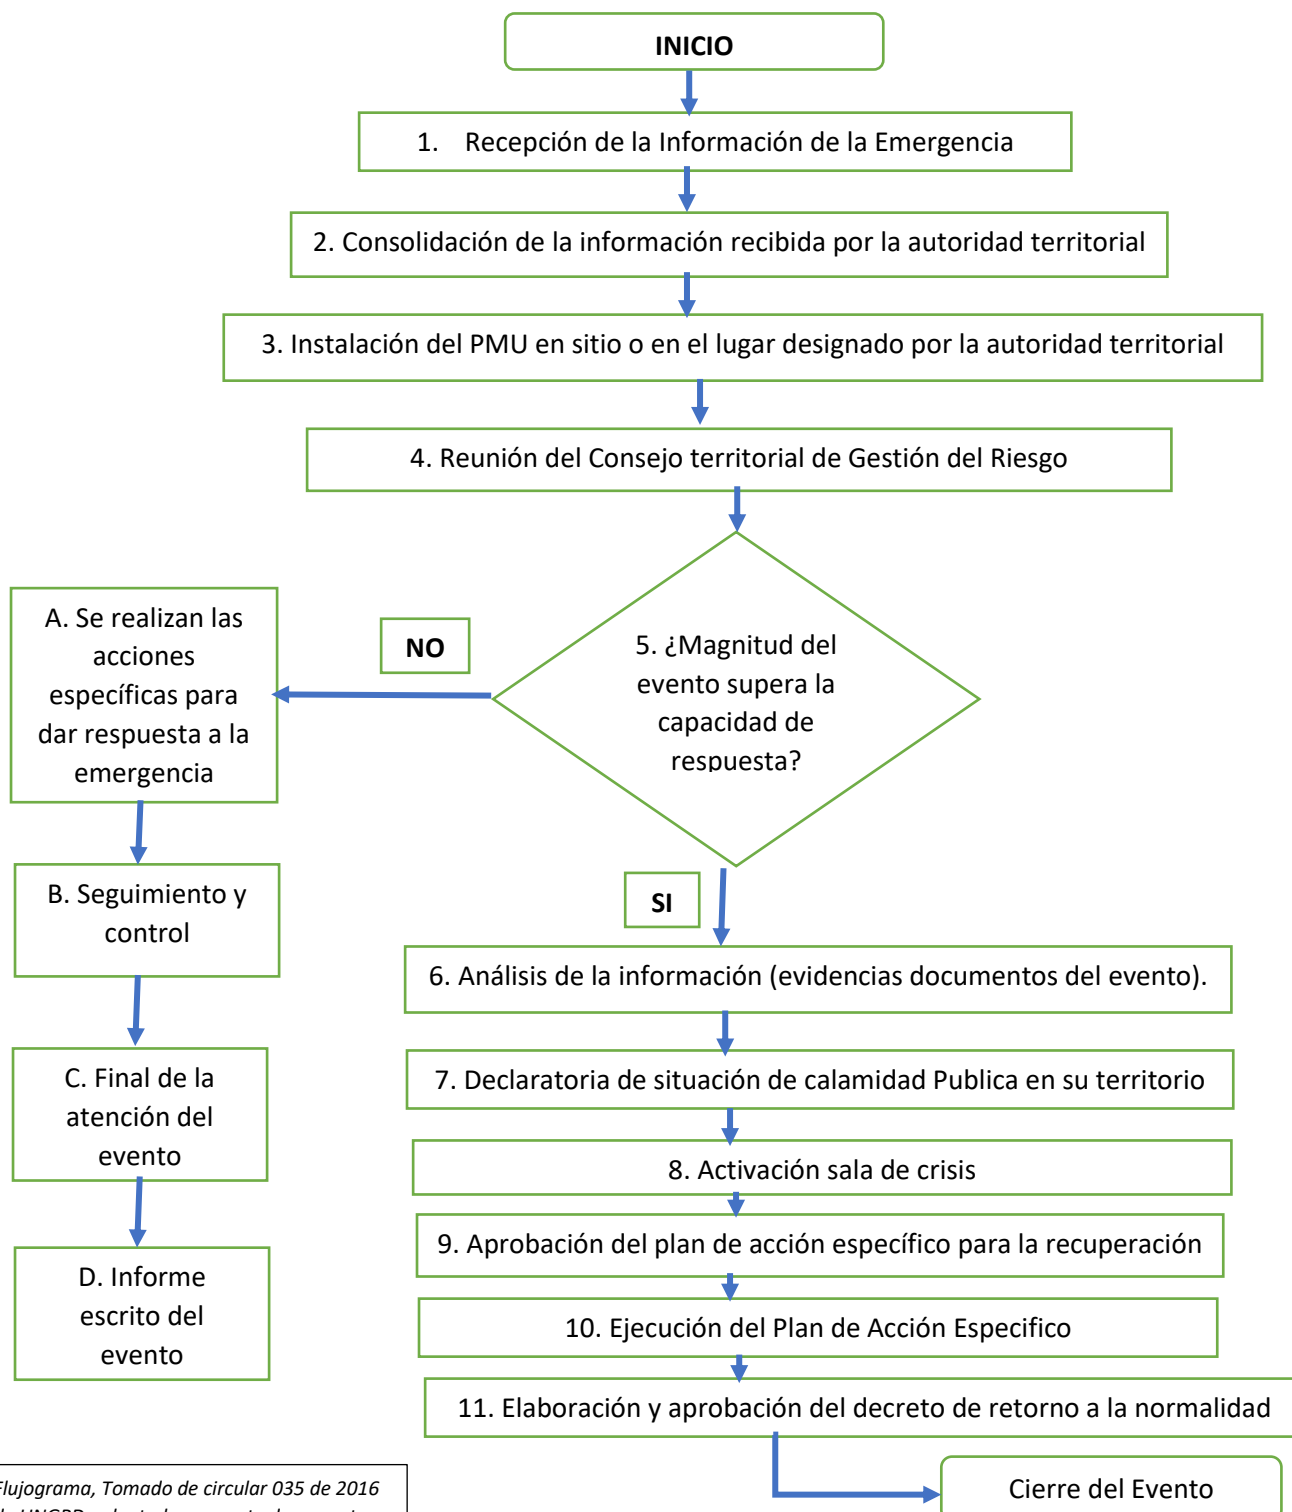 INICIO
1. Recepción de la Información de la Emergencia
2. Consolidación de la información recibida por la autoridad territorial
3. Instalación del PMU en sitio o en el lugar designado por la autoridad territorial
4. Reunión del Consejo territorial de Gestión del Riesgo
5. ¿Magnitud del
evento supera la
capacidad de
respuesta?
NO
A. Se realizan las
acciones
específicas para
dar respuesta a la
emergencia
B. Seguimiento y
control
C. Final de la
atención del
evento
D. Informe
escrito del
evento
SI
6. Análisis de la información (evidencias documentos del evento).
7. Declaratoria de situación de calamidad Publica en su territorio
8. Activación sala de crisis
9. Aprobación del plan de acción específico para la recuperación
10. Ejecución del Plan de Acción Especifico
11. Elaboración y aprobación del decreto de retorno a la normalidad
Cierre del Evento
Flujograma, Tomado de circular 035 de 2016